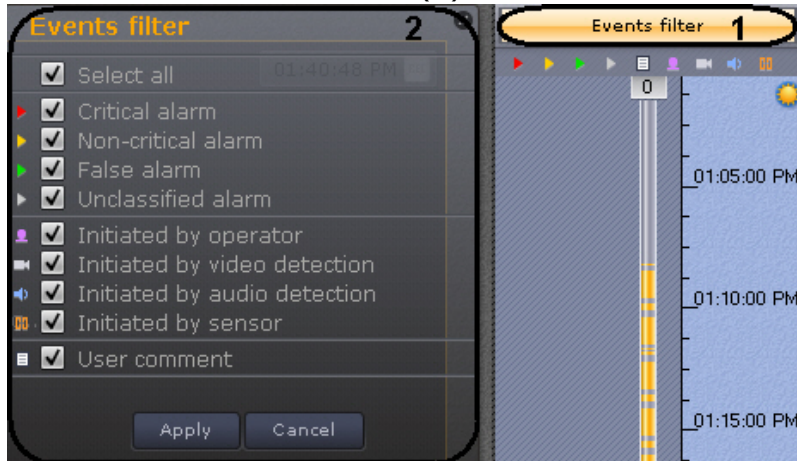 Events filter 2
Select all 01:40:48 PM
Critical alarm
Non-critical alarm
False alarm
Unclassified alarm
Initiated by operator
Initiated by video detection
Initiated by audio detection
Initiated by sensor
User comment
Apply Cancel
Events filter 1
0
01:05:00 PM
01:10:00 PM
01:15:00 PM